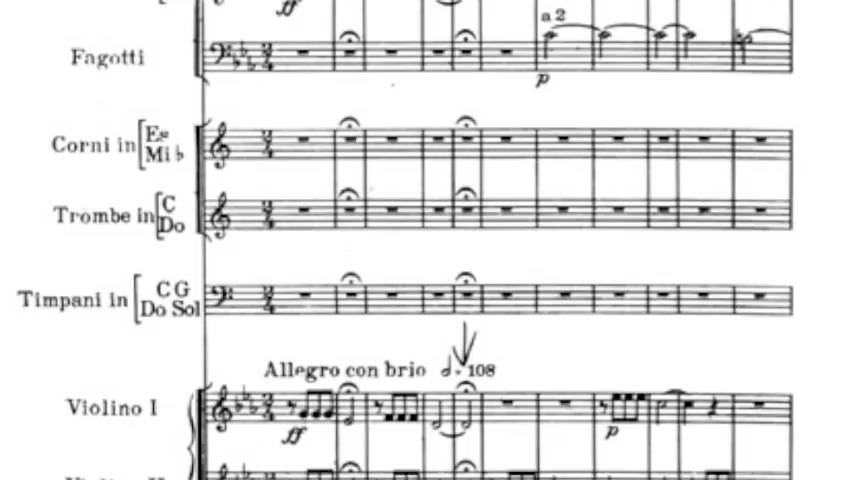 ff
a 2
Fagotti
p
Corni in [Es
Mi♭
Trombe in [C
Do
Timpani in [C G
Do Sol
Allegro con brio 𝅗𝅥 = 108
Violino I
ff
p